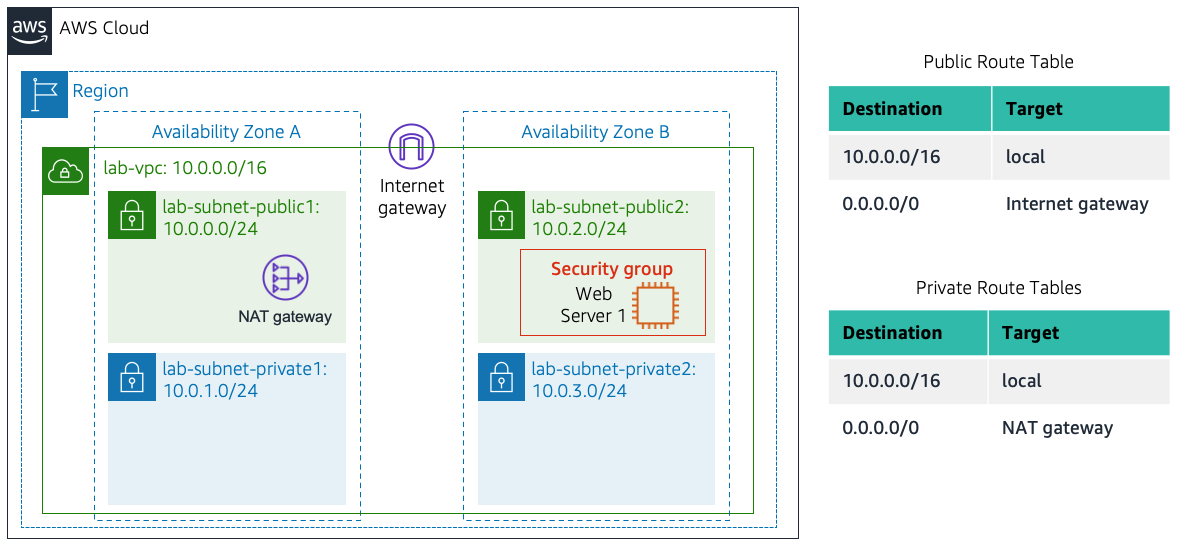 aws
AWS Cloud
Region
Availability Zone A
Availability Zone B
lab-vpc: 10.0.0.0/16
Internet
gateway
lab-subnet-public1:
10.0.0.0/24
NAT gateway
lab-subnet-public2:
10.0.2.0/24
Security group
Web
Server 1
lab-subnet-private1:
10.0.1.0/24
lab-subnet-private2:
10.0.3.0/24
Public Route Table
Destination Target
10.0.0.0/16 local
0.0.0.0/0 Internet gateway
Private Route Tables
Destination Target
10.0.0.0/16 local
0.0.0.0/0 NAT gateway